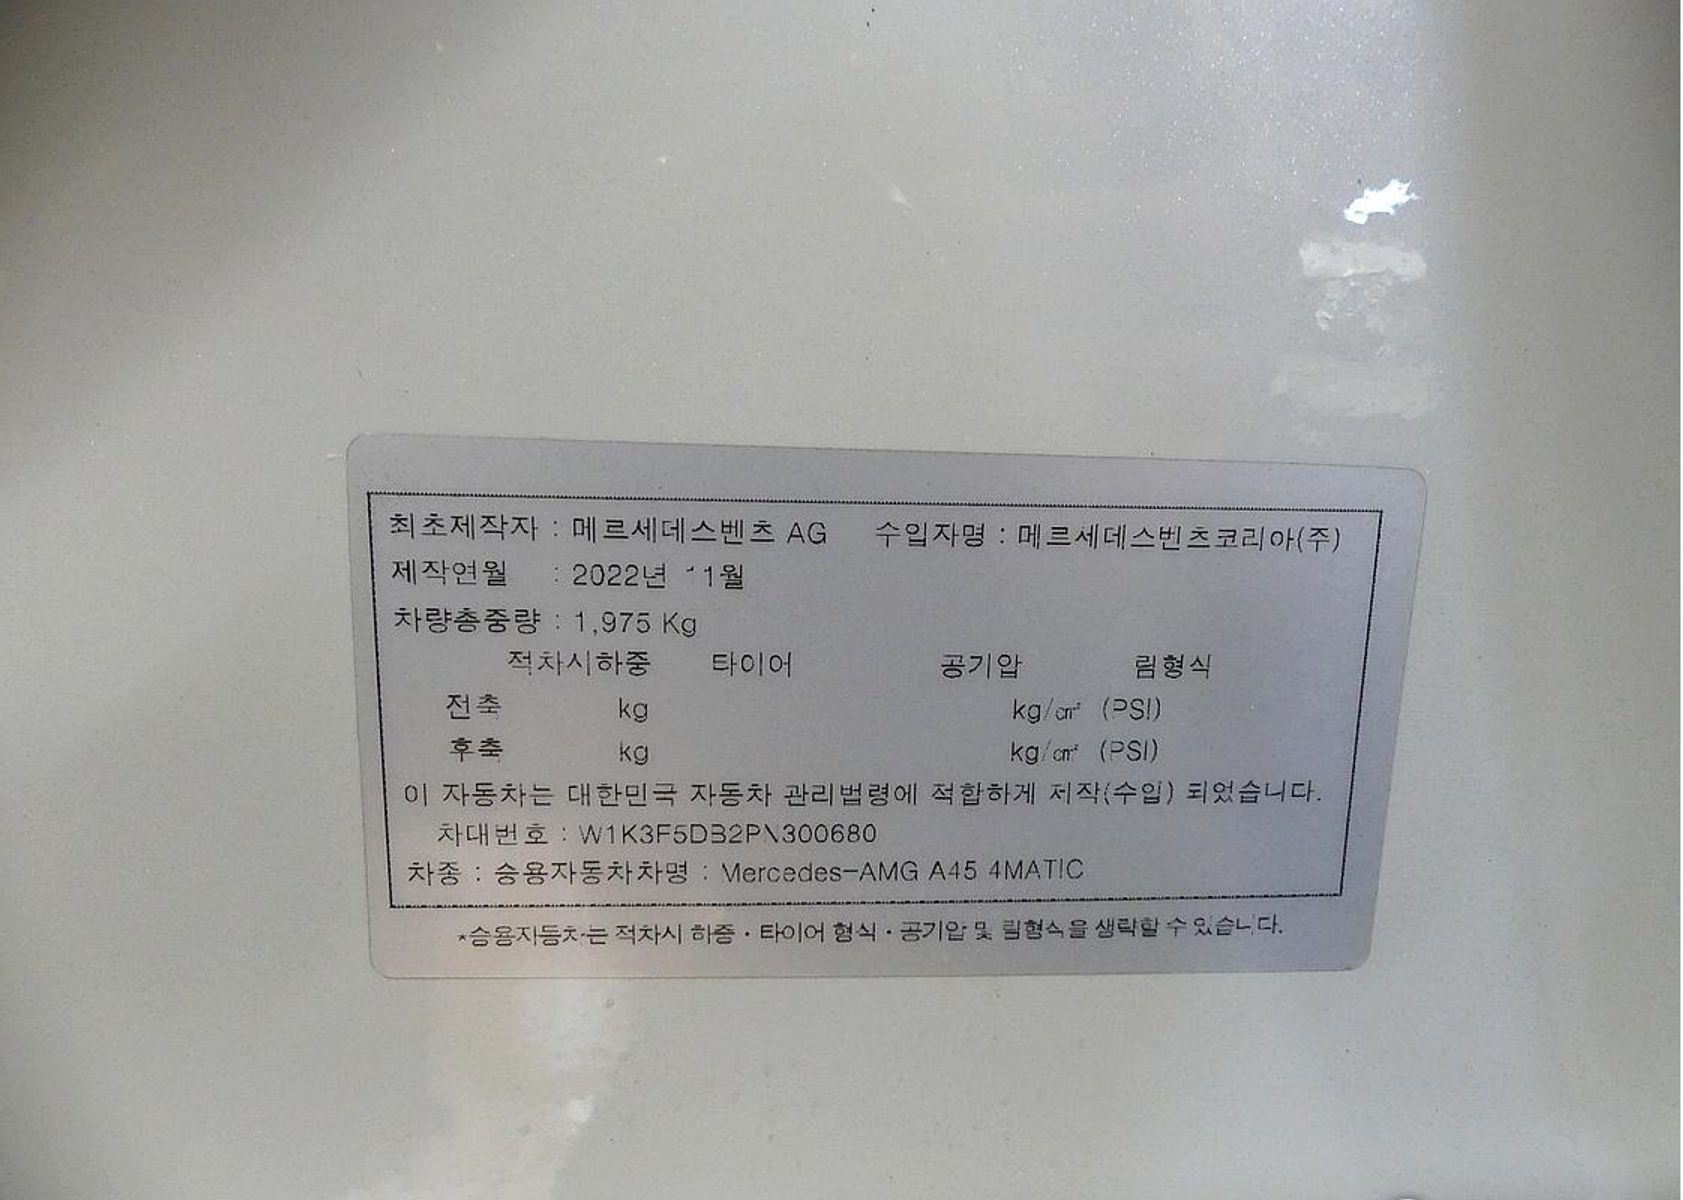 최초제작자 : 메르세데스벤츠 AG 수입자명 : 메르세데스벤츠코리아(주)
제작연월 : 2022년 11월
차량총중량 : 1,975 Kg
적차시하중 타이어 공기압 림형식
전축 kg kg/㎠ (PSI)
후축 kg kg/㎠ (PSI)
이 자동차는 대한민국 자동차 관리법령에 적합하게 제작(수입) 되었습니다.
차대번호 : W1K3F5DB2PN300680
차종 : 승용자동차차명 : Mercedes-AMG A45 4MATIC
*승용자동차는 적차시 하중·타이어 형식·공기압 및 림형식을 생략할 수 있습니다.